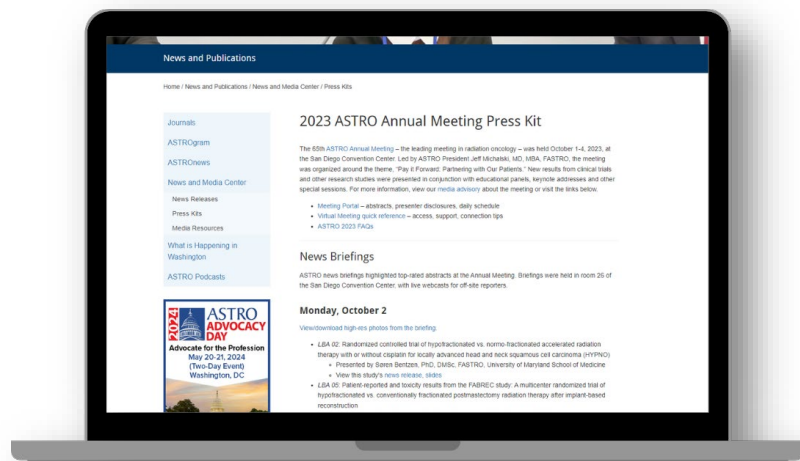 News and Publications
Home / News and Publications / News and Media Center / Press Kits
Journals
ASTROgram
ASTROnews
News and Media Center
News Releases
Press Kits
Media Resources
What is Happening in
Washington
ASTRO Podcasts
2024
ASTRO
ADVOCACY
DAY
Advocate for the Profession
May 20-21, 2024
(Two-Day Event)
Washington, DC
2023 ASTRO Annual Meeting Press Kit
The 65th ASTRO Annual Meeting – the leading meeting in radiation oncology – was held October 1-4, 2023, at
the San Diego Convention Center. Led by ASTRO President Jeff Michalski, MD, MBA, FASTRO, the meeting
was organized around the theme, "Pay it Forward: Partnering with Our Patients." New results from clinical trials
and other research studies were presented in conjunction with educational panels, keynote addresses and other
special sessions. For more information, view our media advisory about the meeting or visit the links below.
• Meeting Portal – abstracts, presenter disclosures, daily schedule
• Virtual Meeting quick reference – access, support, connection tips
• ASTRO 2023 FAQs
News Briefings
ASTRO news briefings highlighted top-rated abstracts at the Annual Meeting. Briefings were held in room 26 of
the San Diego Convention Center, with live webcasts for off-site reporters.
Monday, October 2
View/download high-res photos from the briefing.
• LBA 02: Randomized controlled trial of hypofractionated vs. normo-fractionated accelerated radiation
therapy with or without cisplatin for locally advanced head and neck squamous cell carcinoma (HYPNO)
Presented by Søren Bentzen, PhD, DMSc, FASTRO, University of Maryland School of Medicine
View this study's news release, slides
• LBA 05: Patient-reported and toxicity results from the FABREC study: A multicenter randomized trial of
hypofractionated vs. conventionally fractionated postmastectomy radiation therapy after implant-based
reconstruction